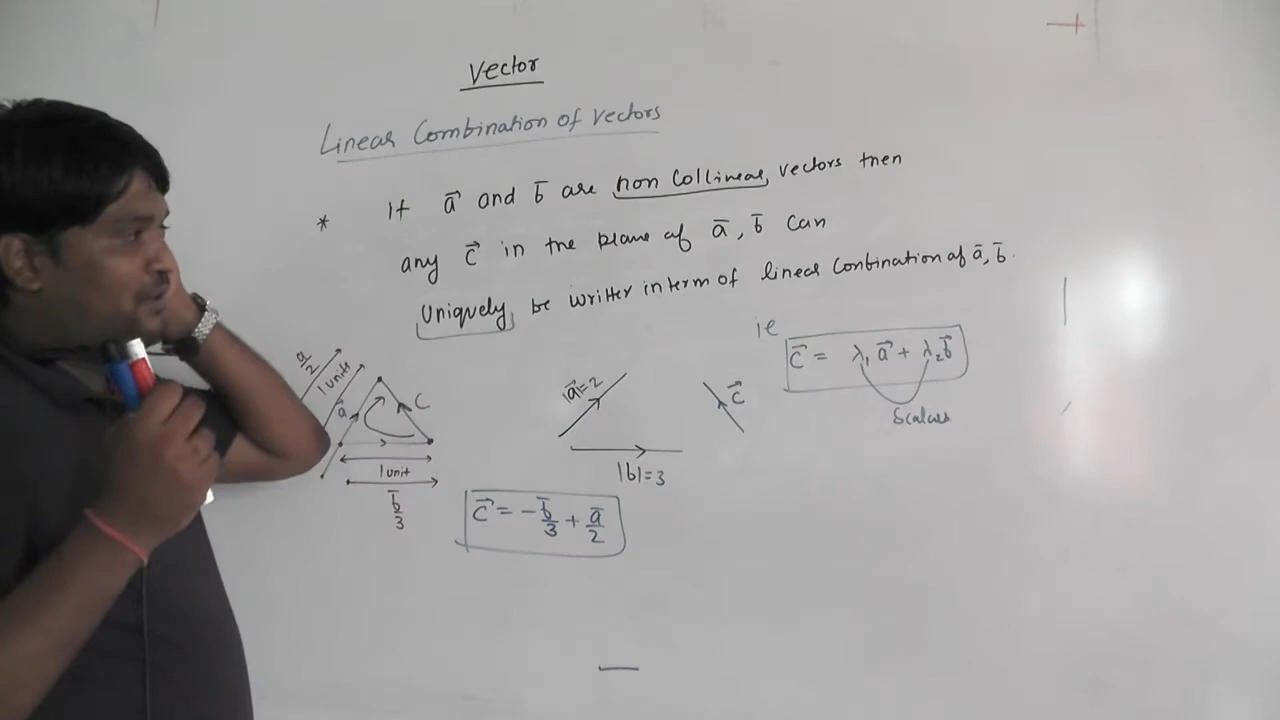 Vector
Linear Combination of vectors
* If a⃗ and b̄ are non collinear, vectors then
any c⃗ in the plane of ā, b̄ can
Uniquely be written in term of linear combination of ā, b̄.
ie
c⃗ = λ₁a⃗ + λ₂b⃗
Scalars
a/2
1 unit
a
C
1 unit
b̄/3
|a⃗|=2
|b|=3
c⃗
c⃗ = -b̄/3 + ā/2